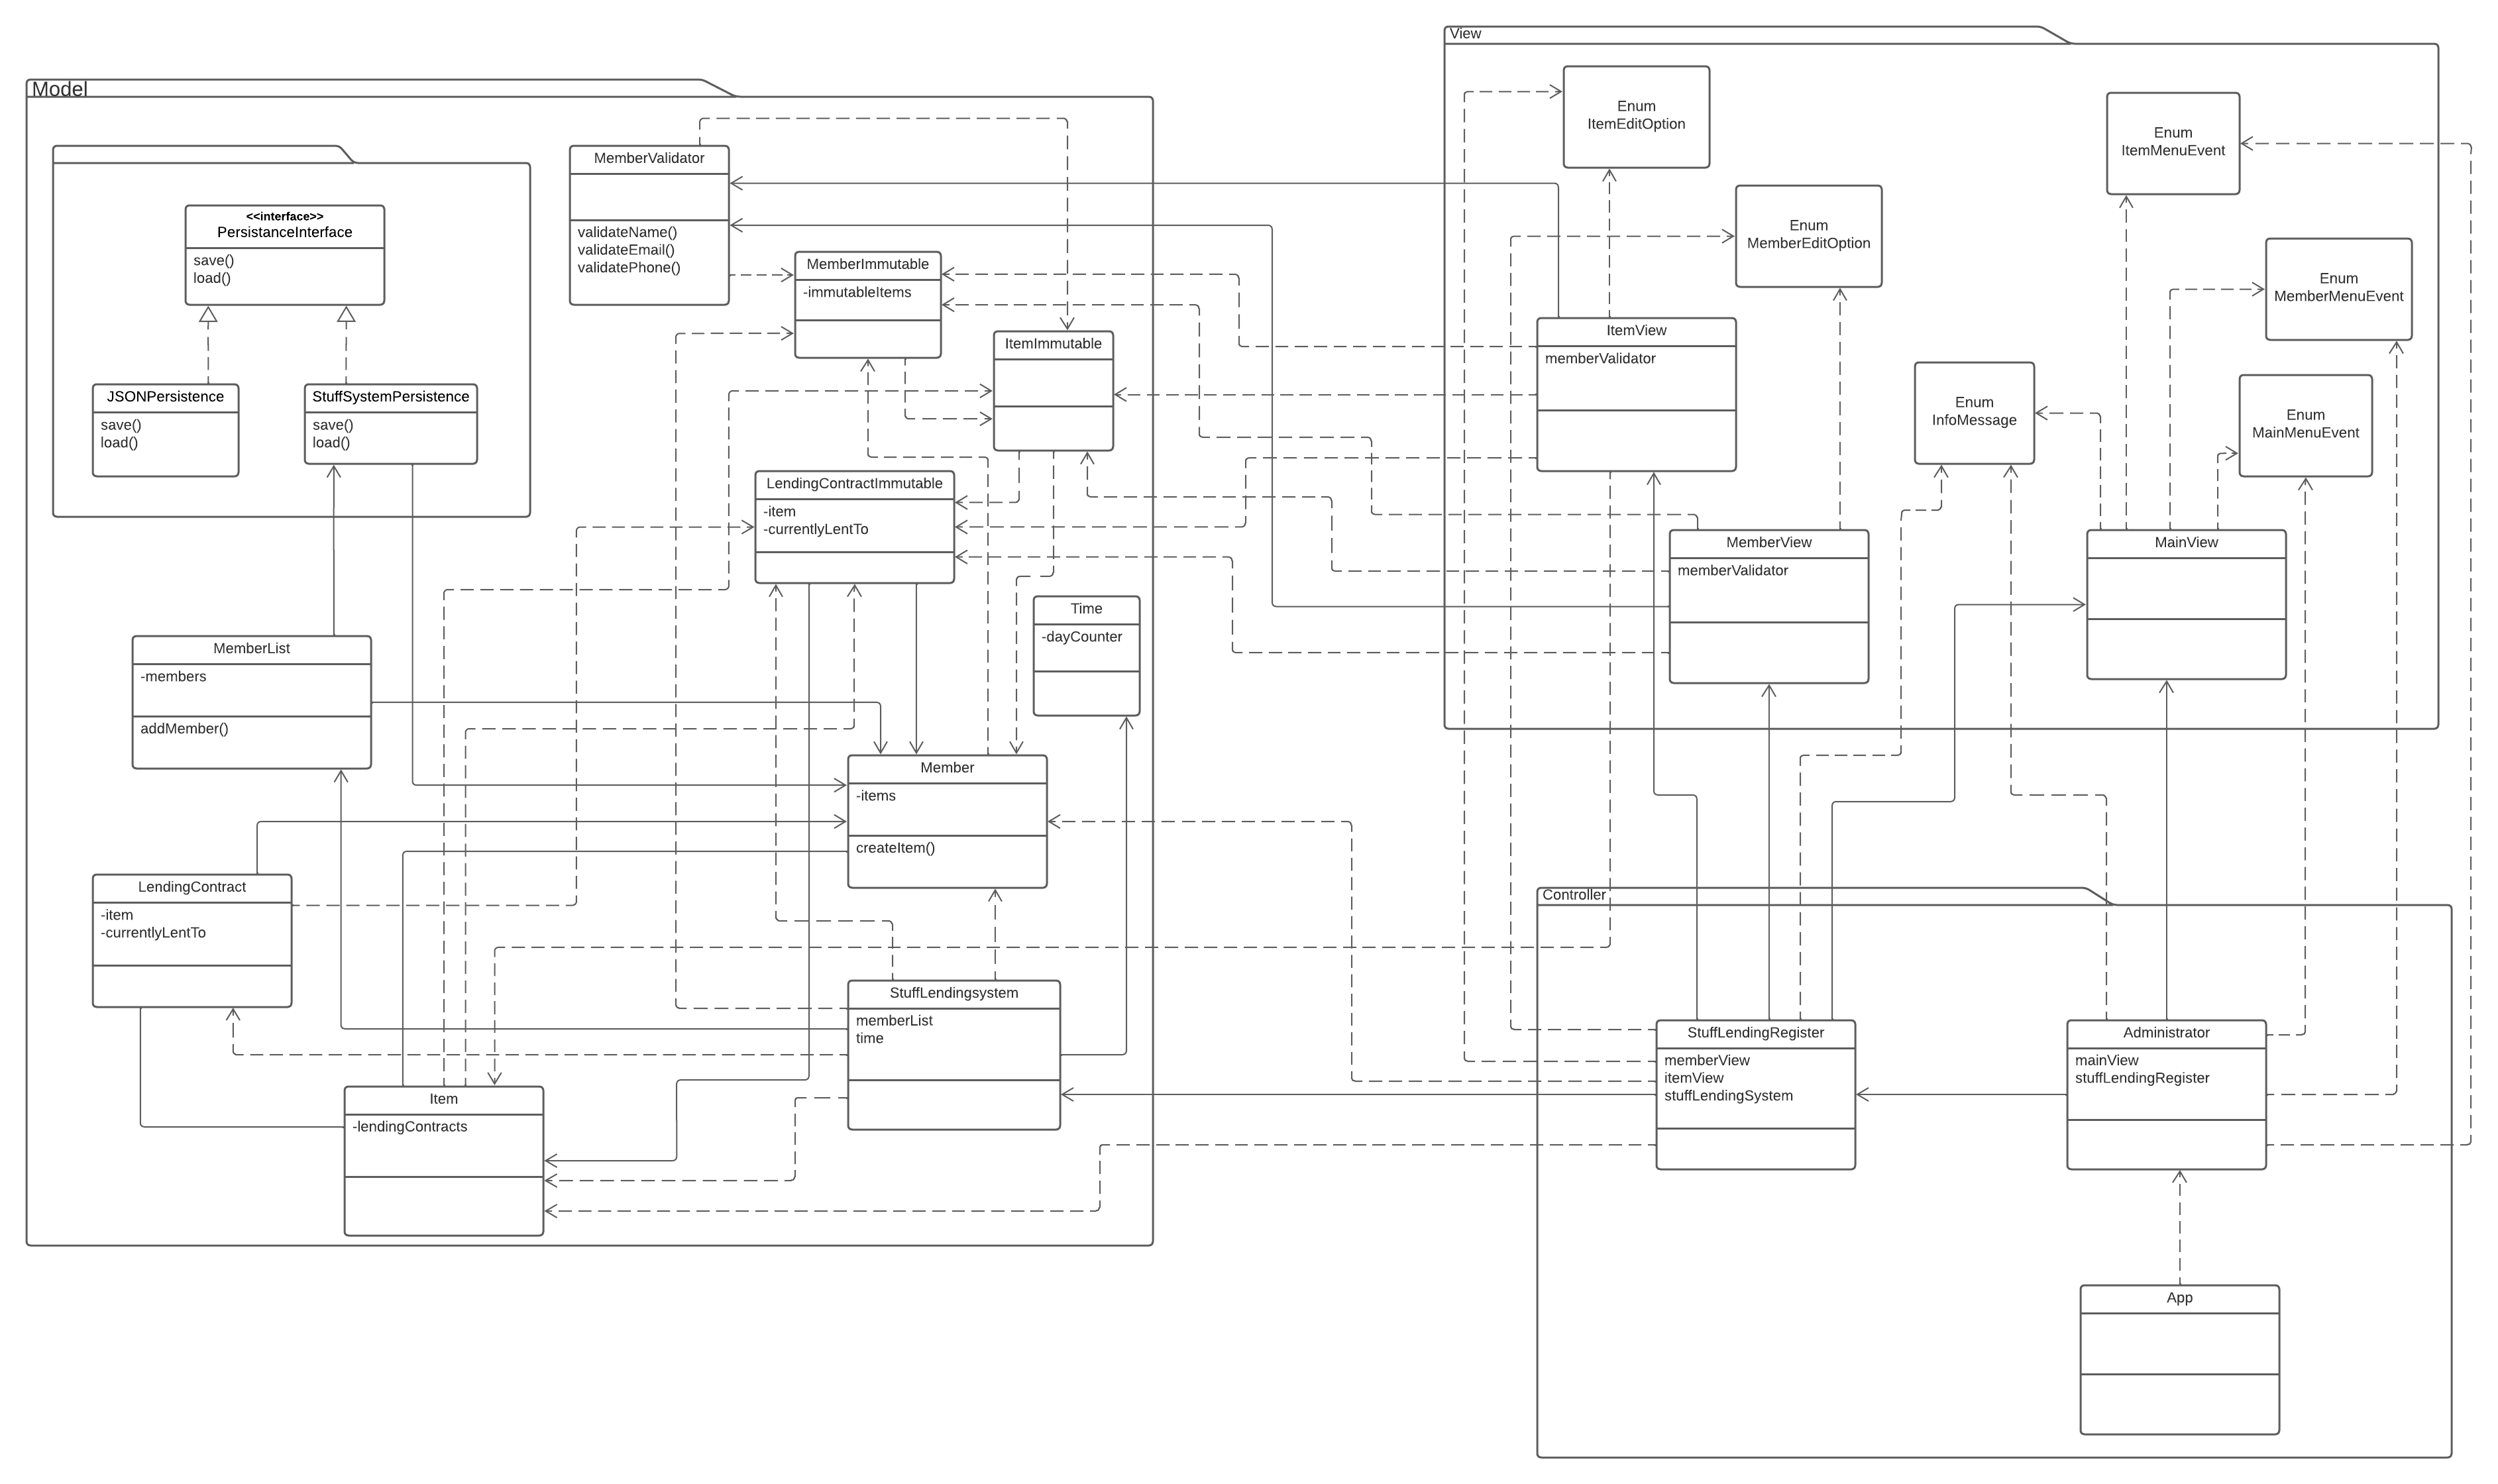 Model
<<interface>>
PersistanceInterface
save()
load()
JSONPersistence
save()
load()
StuffSystemPersistence
save()
load()
MemberValidator
validateName()
validateEmail()
validatePhone()
MemberImmutable
-immutableItems
ItemImmutable
LendingContractImmutable
-item
-currentlyLentTo
Time
-dayCounter
MemberList
-members
addMember()
Member
-items
createItem()
LendingContract
-item
-currentlyLentTo
StuffLendingsystem
memberList
time
Item
-lendingContracts
View
Enum
ItemEditOption
Enum
MemberEditOption
Enum
ItemMenuEvent
Enum
MemberMenuEvent
Enum
InfoMessage
Enum
MainMenuEvent
ItemView
memberValidator
MemberView
memberValidator
MainView
Controller
StuffLendingRegister
memberView
itemView
stuffLendingSystem
Administrator
mainView
stuffLendingRegister
App